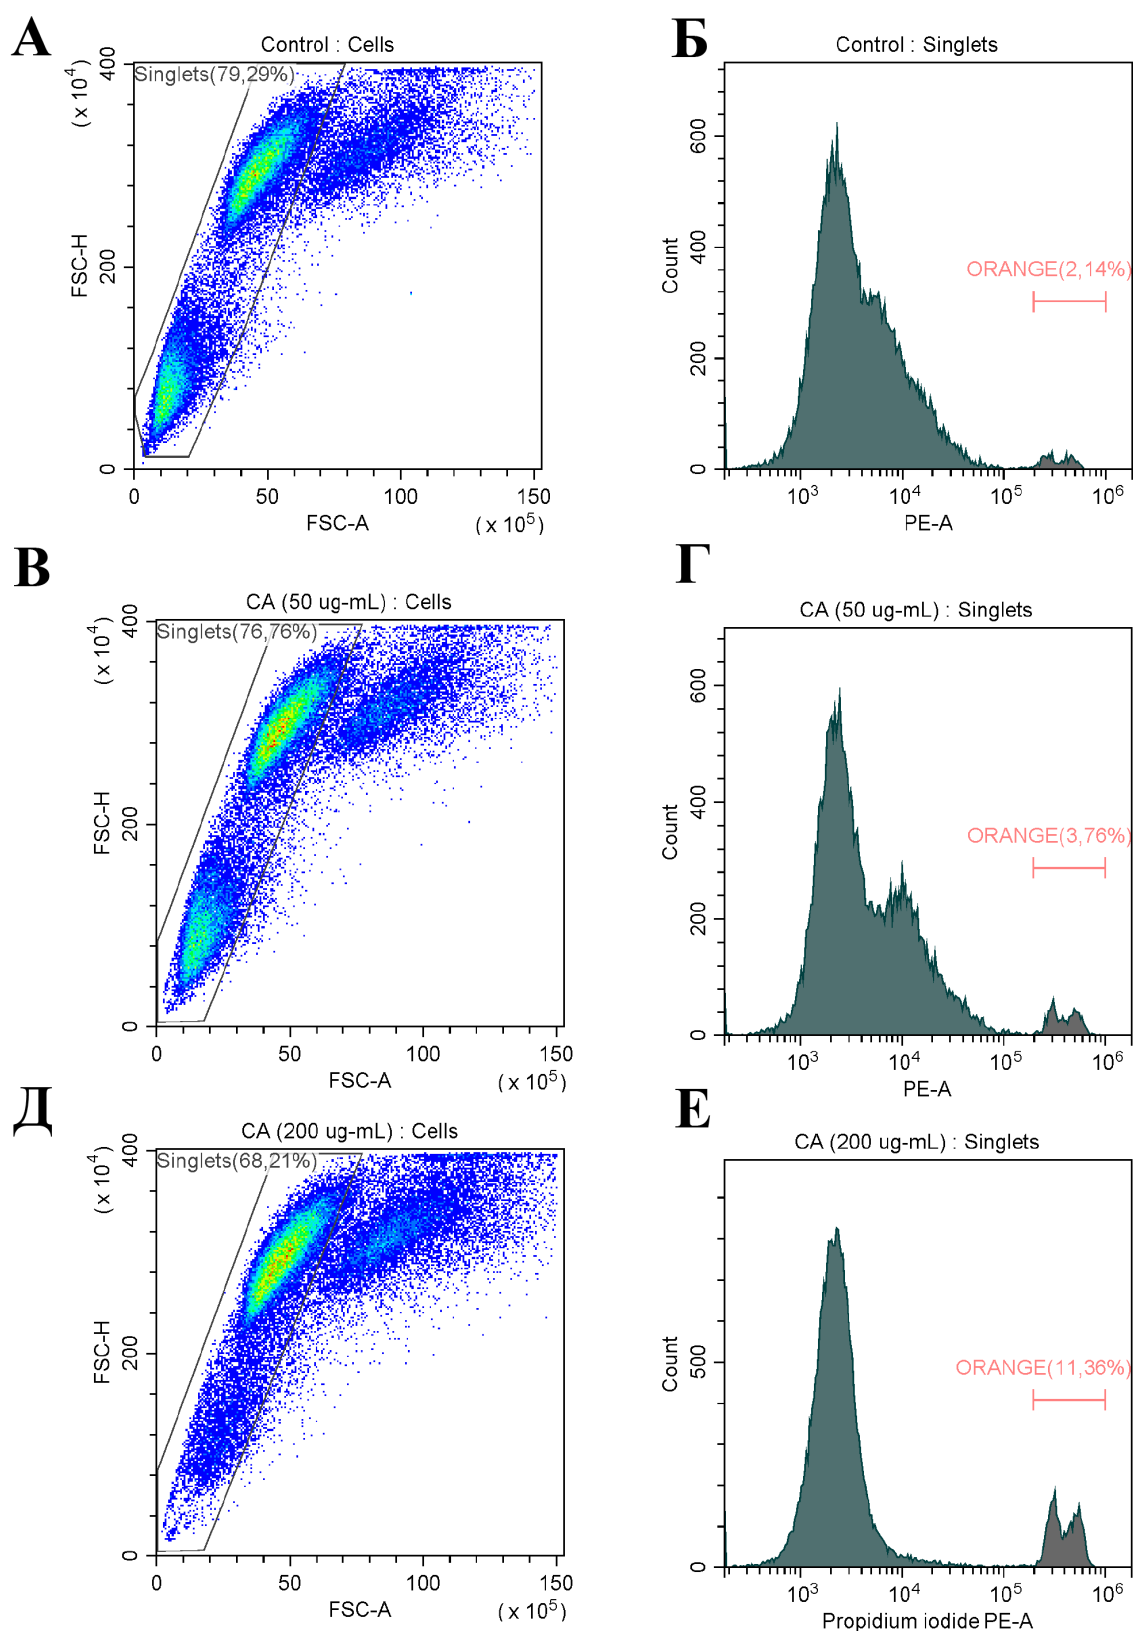 А
Control : Cells
Singlets(79,29%)
(x 10⁴)
400
200
0
FSC-H
0 50 100 150
FSC-A (x 10⁵)
Б
Control : Singlets
600
400
200
0
Count
ORANGE(2,14%)
10³ 10⁴ 10⁵ 10⁶
PE-A
В
CA (50 ug-mL) : Cells
Singlets(76,76%)
(x 10⁴)
400
200
0
FSC-H
0 50 100 150
FSC-A (x 10⁵)
Г
CA (50 ug-mL) : Singlets
600
400
200
0
Count
ORANGE(3,76%)
10³ 10⁴ 10⁵ 10⁶
PE-A
Д
CA (200 ug-mL) : Cells
Singlets(68,21%)
(x 10⁴)
400
200
0
FSC-H
0 50 100 150
FSC-A (x 10⁵)
Е
CA (200 ug-mL) : Singlets
500
0
Count
ORANGE(11,36%)
10³ 10⁴ 10⁵ 10⁶
Propidium iodide PE-A